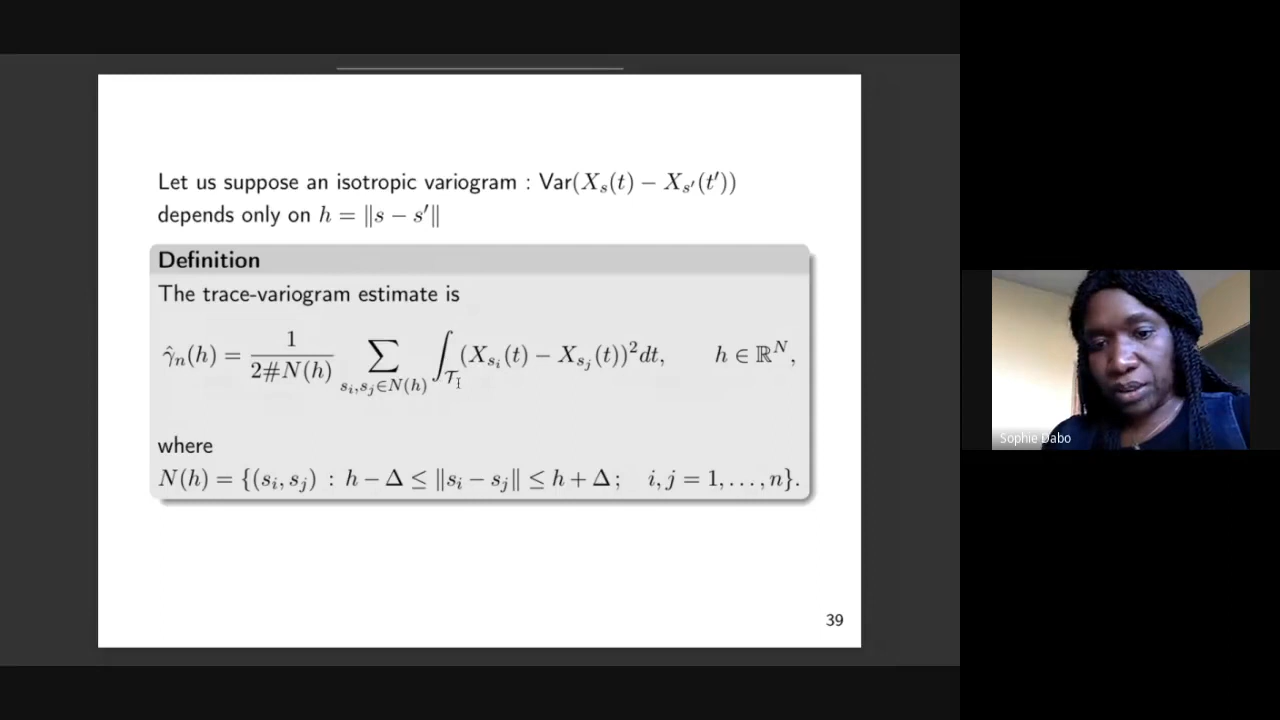 Let us suppose an isotropic variogram : Var(X_s(t) − X_{s′}(t′))
depends only on h = ‖s − s′‖
Definition
The trace-variogram estimate is
γ̂_n(h) = \frac{1}{2#N(h)} ∑_{s_i,s_j∈N(h)} ∫_𝒯 (X_{s_i}(t) − X_{s_j}(t))² dt, h ∈ ℝ^N,
where
N(h) = {(s_i, s_j) : h − Δ ≤ ‖s_i − s_j‖ ≤ h + Δ; i, j = 1, . . . , n}.
39
Sophie Dabo